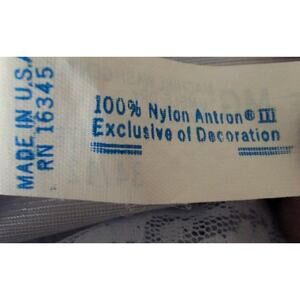 MADE IN U.S.A
RN 16345
100% Nylon Antron® III
Exclusive of Decoration